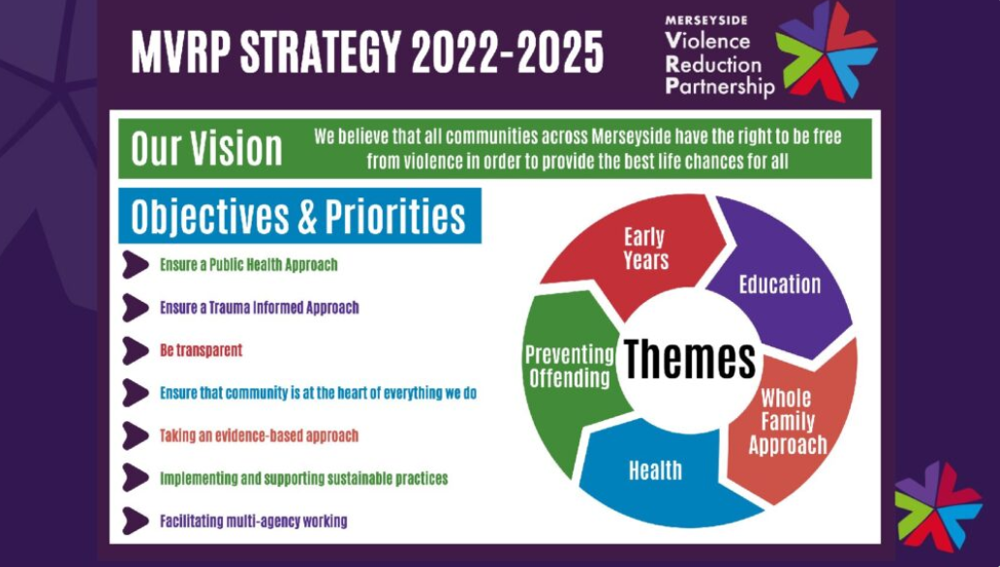 MVRP STRATEGY 2022-2025
MERSEYSIDE
Violence
Reduction
Partnership
Our Vision
We believe that all communities across Merseyside have the right to be free
from violence in order to provide the best life chances for all
Objectives & Priorities
Ensure a Public Health Approach
Ensure a Trauma Informed Approach
Be transparent
Ensure that community is at the heart of everything we do
Taking an evidence-based approach
Implementing and supporting sustainable practices
Facilitating multi-agency working
Early
Years
Education
Preventing
Offending
Themes
Whole
Family
Approach
Health